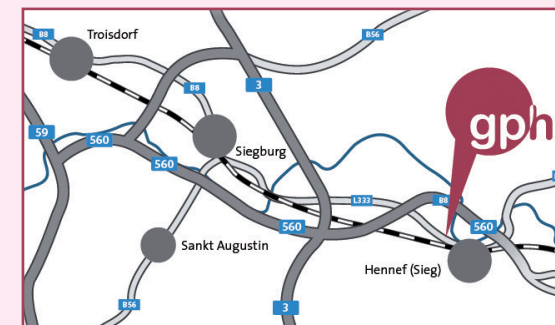 B8
Troisdorf
B56
3
B8
59
560
560
Siegburg
gph
L333
B8
560
560
Sankt Augustin
Hennef (Sieg)
B56
3